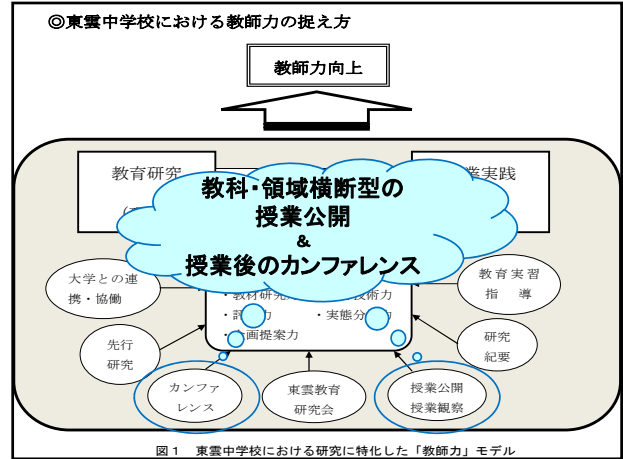 ◎東雲中学校における教師力の捉え方
教師力向上
教育研究
業実践
教科・領域横断型の
授業公開
&
授業後のカンファレンス
大学との連
携・協働
教育実習
指　導
・教材研究
技術力
・評
力
・実態分
力
画提案力
先行
研究
研究
紀要
カンファ
レンス
東雲教育
研究会
授業公開
授業観察
図１　東雲中学校における研究に特化した「教師力」モデル